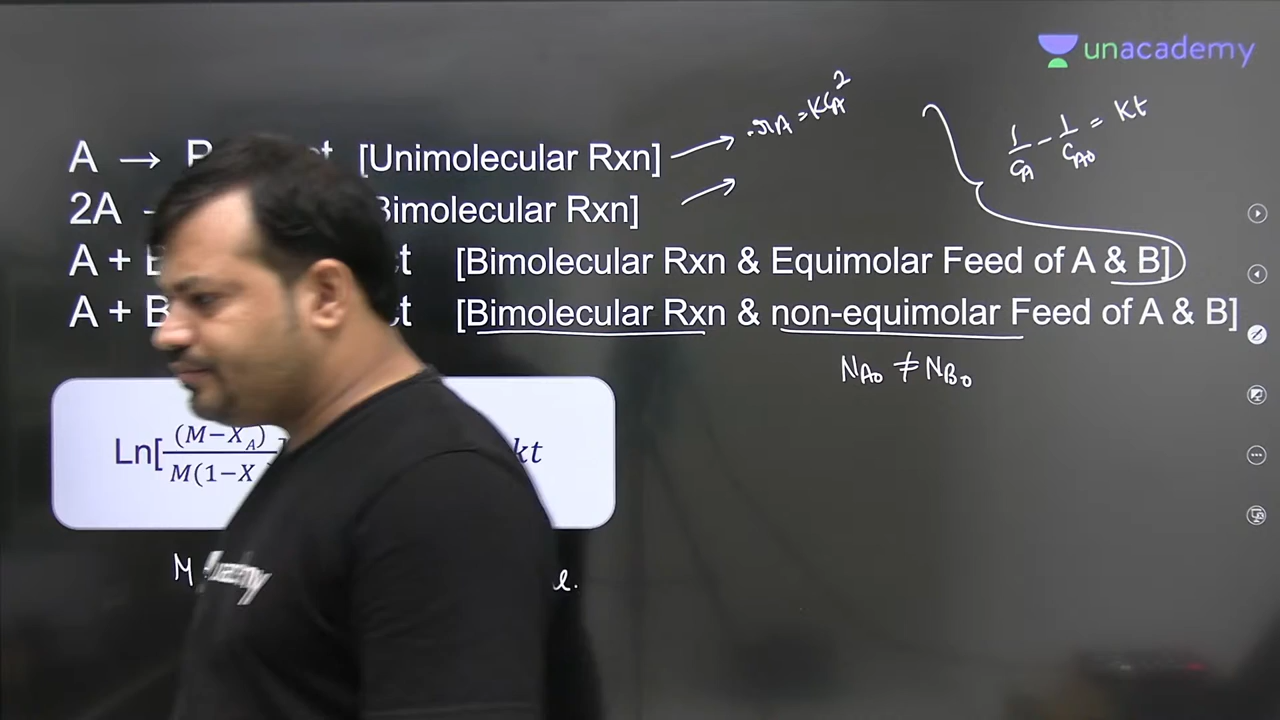 unacademy
A → [Unimolecular Rxn] → -rA = KCA²
1/CA - 1/CA0 = Kt
2A Bimolecular Rxn] →
A + [Bimolecular Rxn & Equimolar Feed of A & B]
A + [Bimolecular Rxn & non-equimolar Feed of A & B]
NA0 ≠ NB0
Ln[(M-XA)/M(1-X kt
M